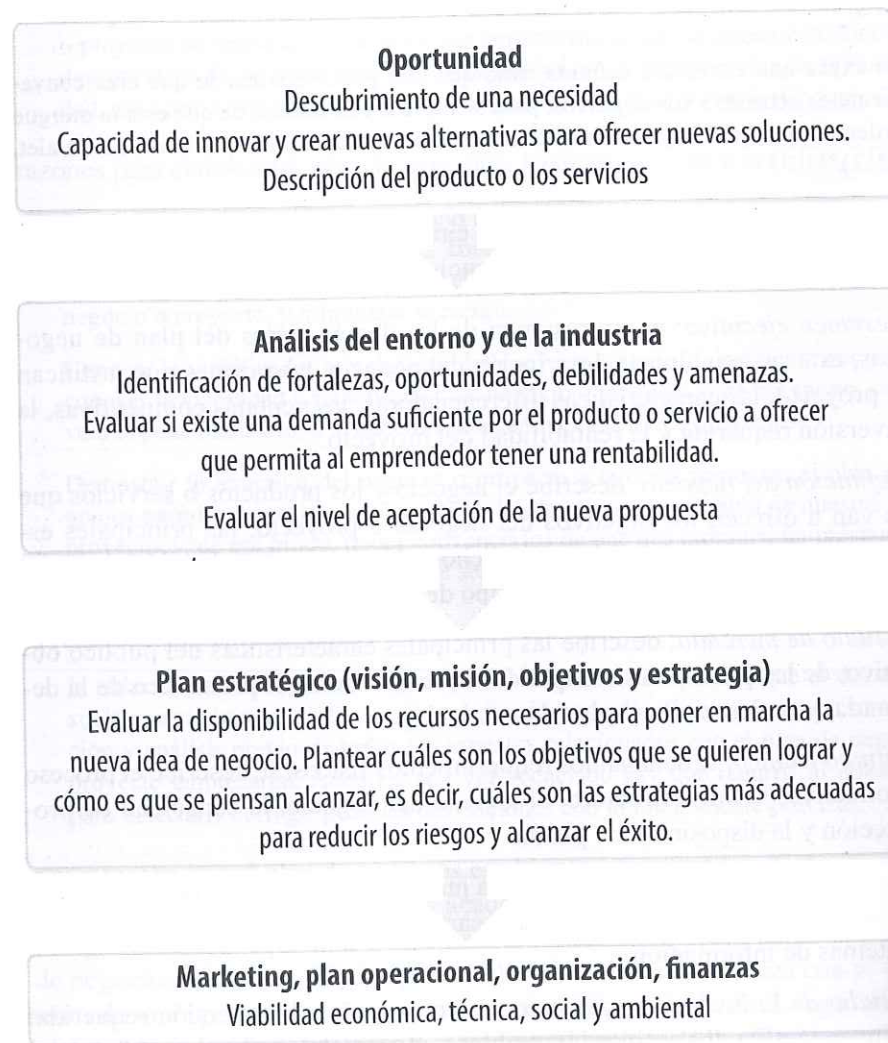 Oportunidad
Descubrimiento de una necesidad
Capacidad de innovar y crear nuevas alternativas para ofrecer nuevas soluciones.
Descripción del producto o los servicios
Análisis del entorno y de la industria
Identificación de fortalezas, oportunidades, debilidades y amenazas.
Evaluar si existe una demanda suficiente por el producto o servicio a ofrecer
que permita al emprendedor tener una rentabilidad.
Evaluar el nivel de aceptación de la nueva propuesta
Plan estratégico (visión, misión, objetivos y estrategia)
Evaluar la disponibilidad de los recursos necesarios para poner en marcha la
nueva idea de negocio. Plantear cuáles son los objetivos que se quieren lograr y
cómo es que se piensan alcanzar, es decir, cuáles son las estrategias más adecuadas
para reducir los riesgos y alcanzar el éxito.
Marketing, plan operacional, organización, finanzas
Viabilidad económica, técnica, social y ambiental